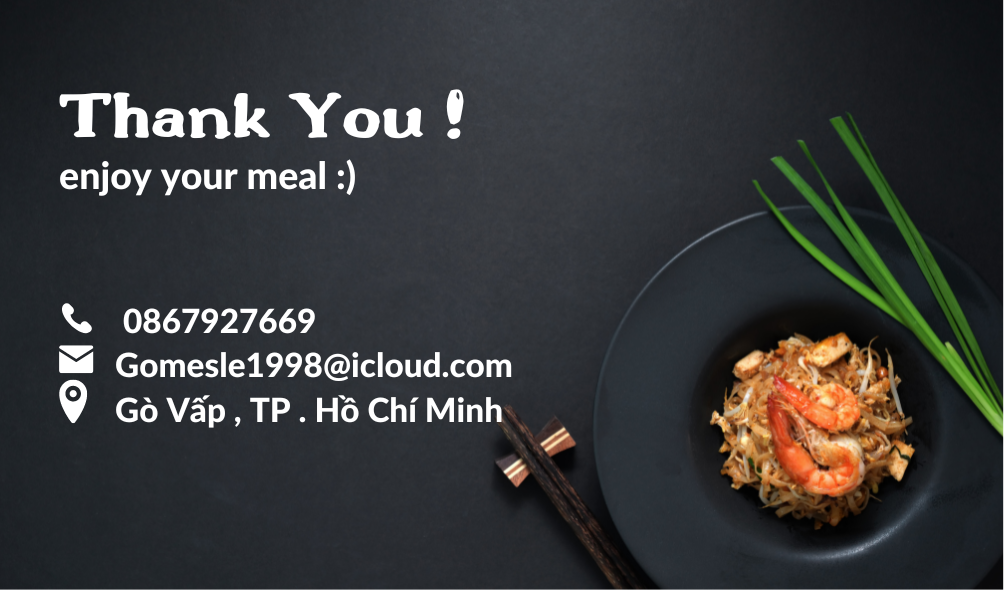 Thank You !
enjoy your meal :)
0867927669
Gomesle1998@icloud.com
Gò Vấp , TP . Hồ Chí Minh